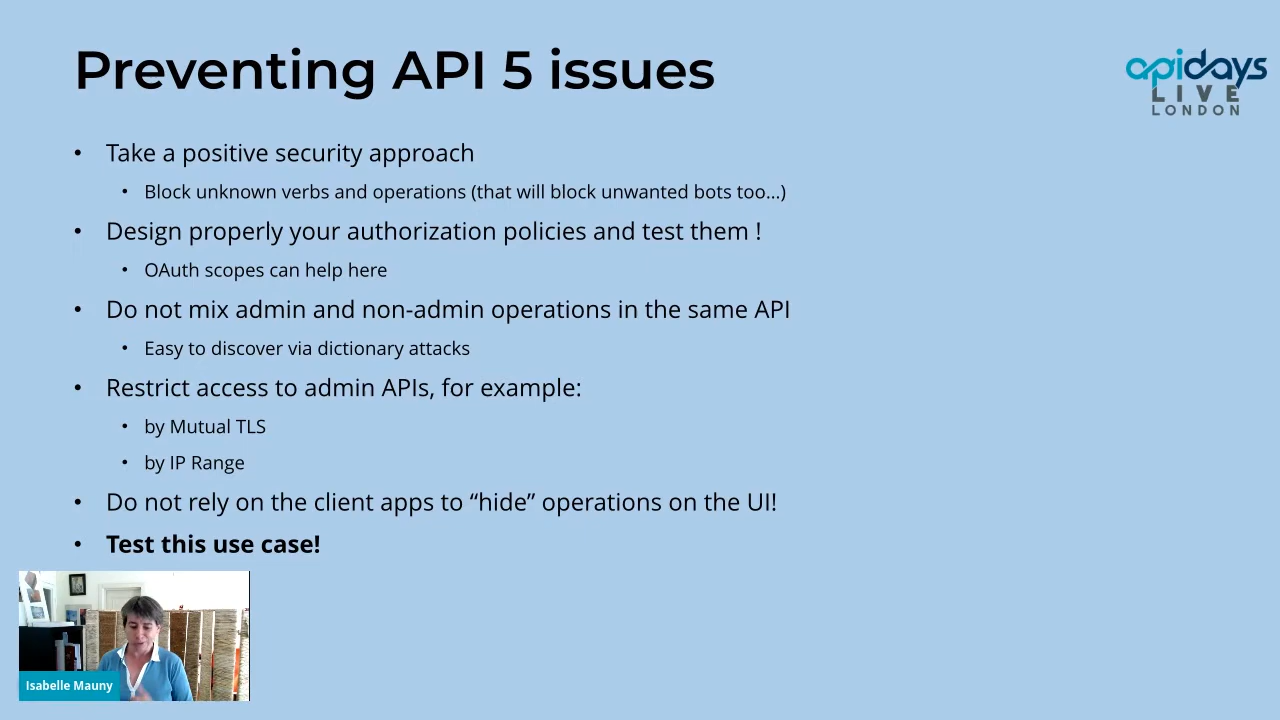 Preventing API 5 issues
apidays
LIVE
LONDON
• Take a positive security approach
• Block unknown verbs and operations (that will block unwanted bots too...)
• Design properly your authorization policies and test them !
• OAuth scopes can help here
• Do not mix admin and non-admin operations in the same API
• Easy to discover via dictionary attacks
• Restrict access to admin APIs, for example:
• by Mutual TLS
• by IP Range
• Do not rely on the client apps to “hide” operations on the UI!
• Test this use case!
Isabelle Mauny